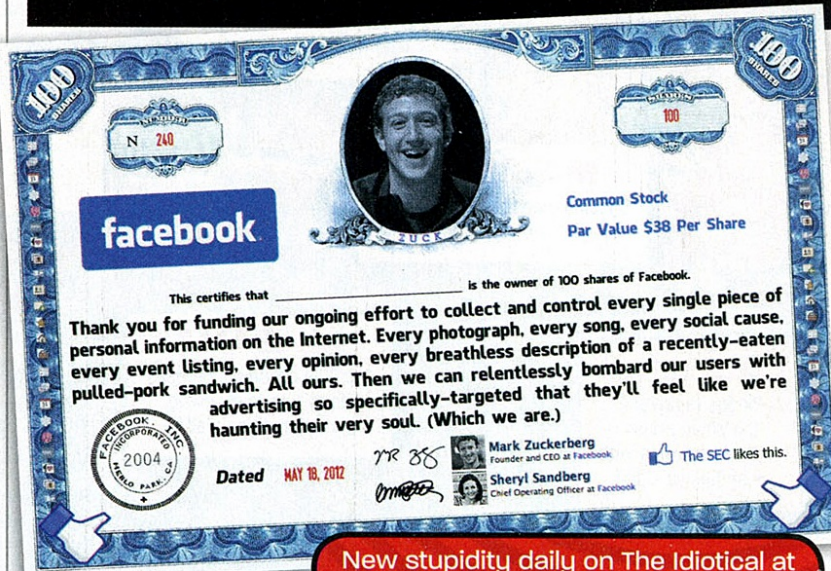 100
SHARES
100
SHARES
N 240
100
ZUCK
facebook
Common Stock
Par Value $38 Per Share
This certifies that ____________ is the owner of 100 shares of Facebook.
Thank you for funding our ongoing effort to collect and control every single piece of
personal information on the Internet. Every photograph, every song, every social cause,
every event listing, every opinion, every breathless description of a recently-eaten
pulled-pork sandwich. All ours. Then we can relentlessly bombard our users with
advertising so specifically-targeted that they'll feel like we're
haunting their very soul. (Which we are.)
FACEBOOK, INC.
INCORPORATED
2004
MENLO PARK, CA
Dated MAY 18, 2012
Mark Zuckerberg
Founder and CEO at Facebook
Sheryl Sandberg
Chief Operating Officer at Facebook
The SEC likes this.
New stupidity daily on The Idiotical at